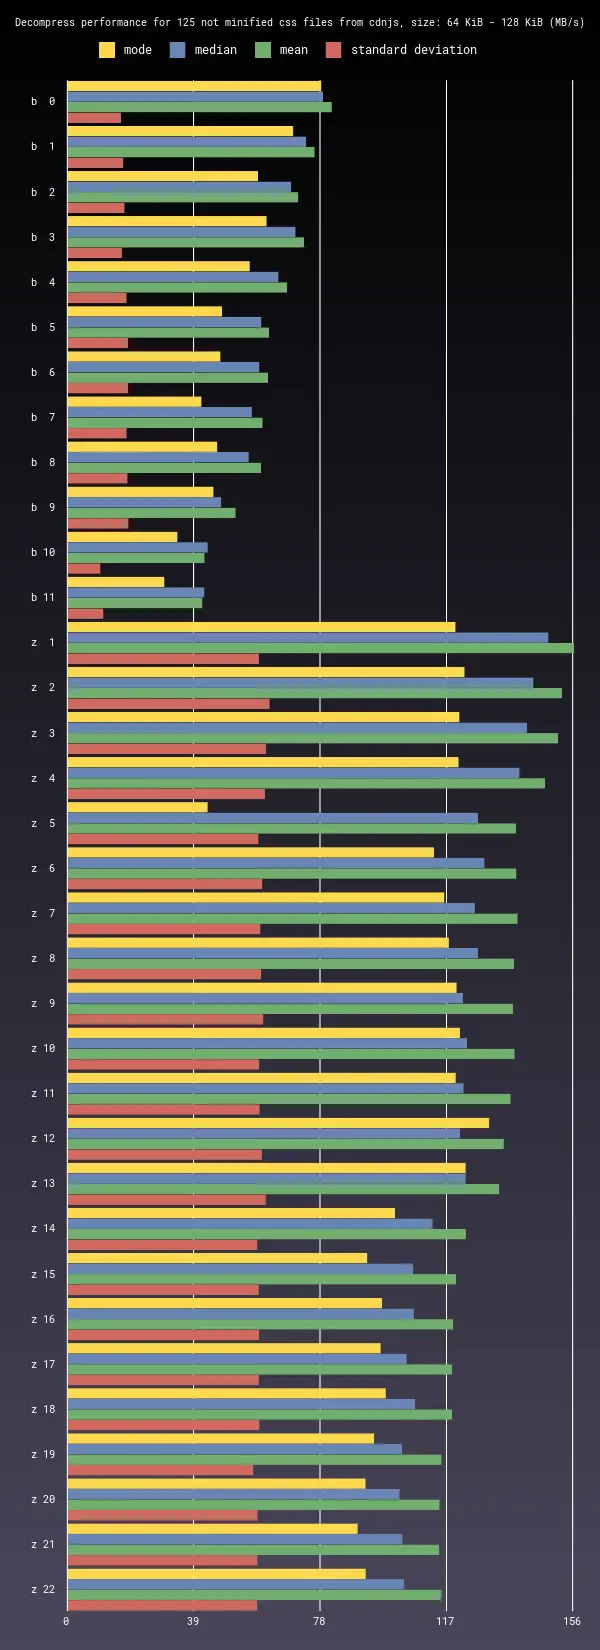 Decompress performance for 125 not minified css files from cdnjs, size: 64 KiB - 128 KiB (MB/s)
mode median mean standard deviation
b 0
b 1
b 2
b 3
b 4
b 5
b 6
b 7
b 8
b 9
b 10
b 11
z 1
z 2
z 3
z 4
z 5
z 6
z 7
z 8
z 9
z 10
z 11
z 12
z 13
z 14
z 15
z 16
z 17
z 18
z 19
z 20
z 21
z 22
0 39 78 117 156